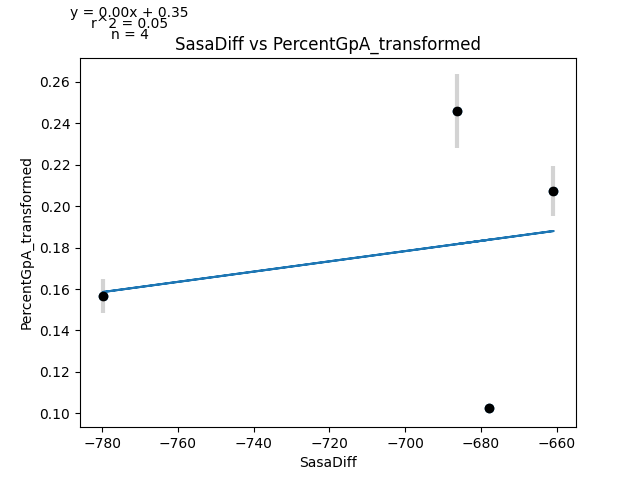 y = 0.00x + 0.35
r^2 = 0.05
n = 4
SasaDiff vs PercentGpA_transformed
0.26
0.24
0.22
0.20
0.18
0.16
0.14
0.12
0.10
PercentGpA_transformed
−780 −760 −740 −720 −700 −680 −660
SasaDiff